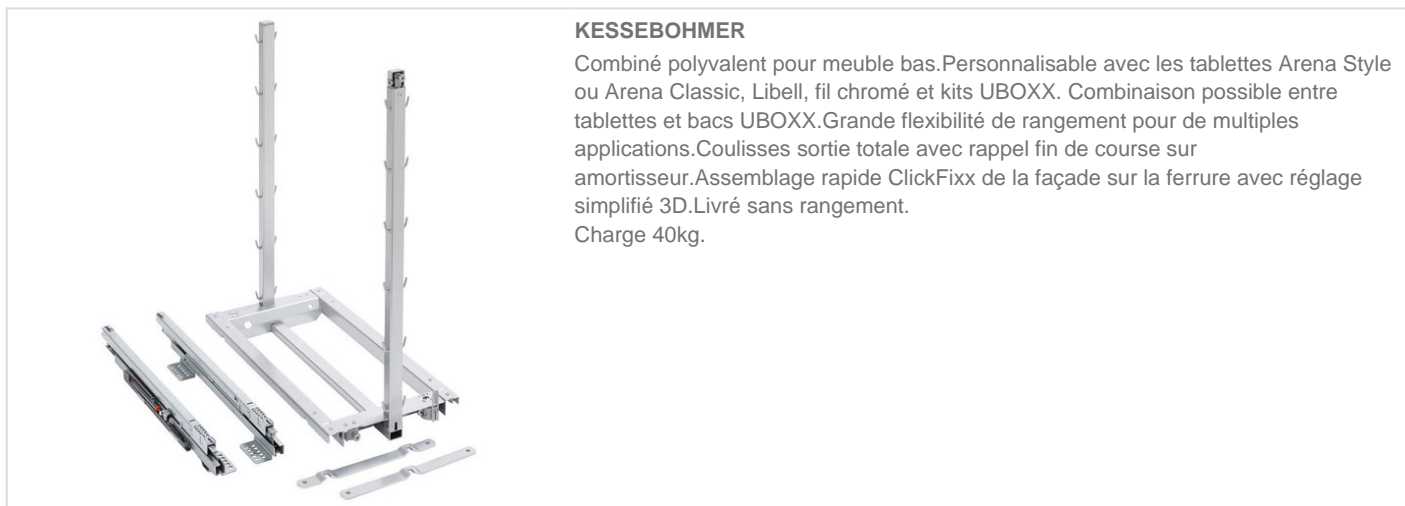 KESSEBOHMER
Combiné polyvalent pour meuble bas.Personnalisable avec les tablettes Arena Style
ou Arena Classic, Libell, fil chromé et kits UBOXX. Combinaison possible entre
tablettes et bacs UBOXX.Grande flexibilité de rangement pour de multiples
applications.Coulisses sortie totale avec rappel fin de course sur
amortisseur.Assemblage rapide ClickFixx de la façade sur la ferrure avec réglage
simplifié 3D.Livré sans rangement.
Charge 40kg.